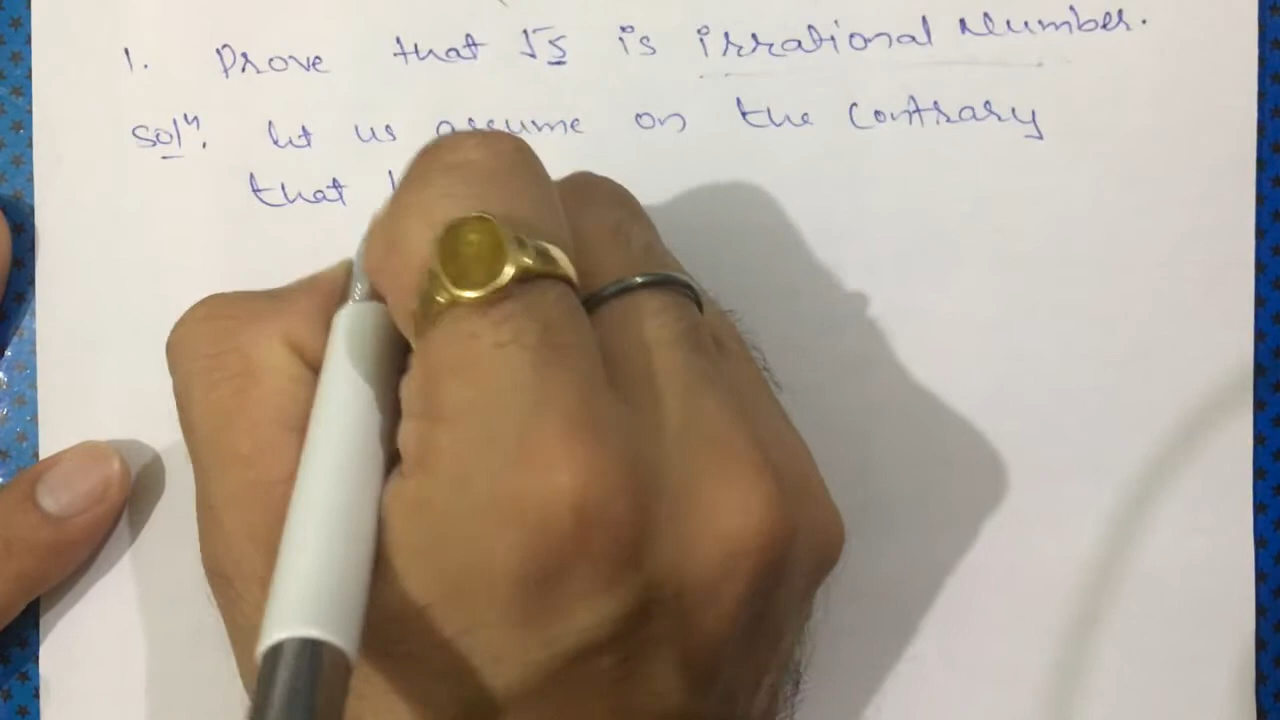 1. Prove that √5 is irrational Number.
Solⁿ: let us assume on the contrary
that